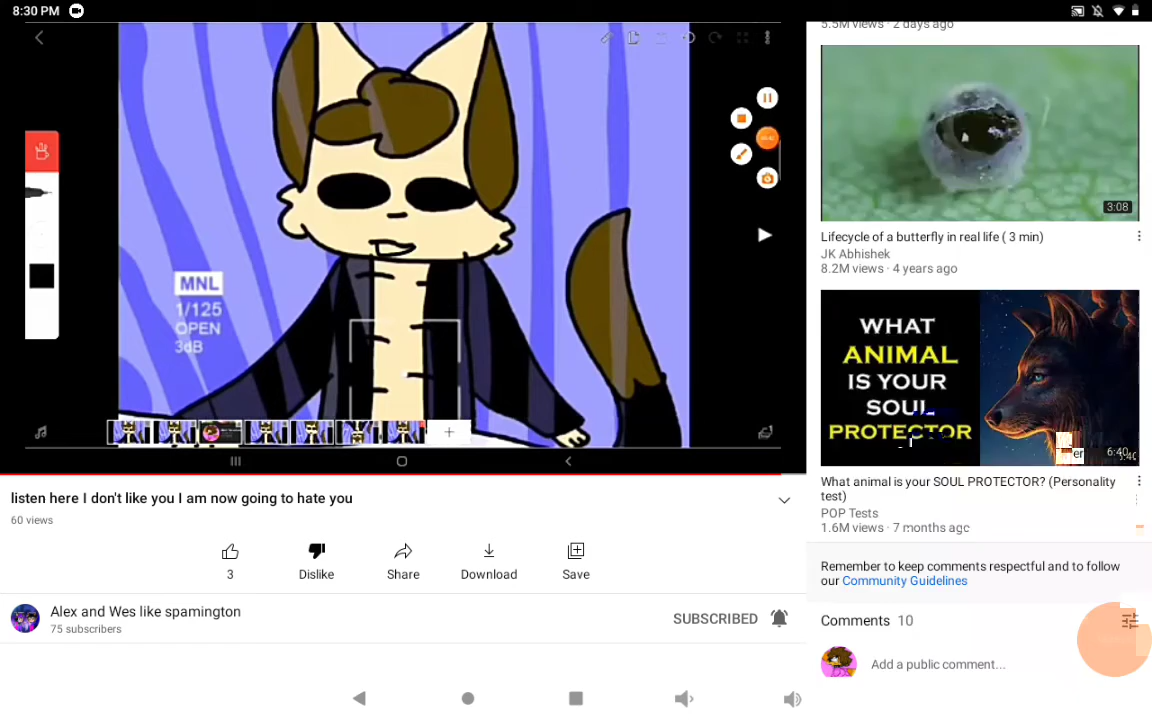 8:30 PM
MNL
1/125
OPEN
3dB
listen here I don't like you I am now going to hate you
60 views
3
Dislike
Share
Download
Save
Alex and Wes like spamington
75 subscribers
SUBSCRIBED
5.5M views · 2 days ago
3:08
Lifecycle of a butterfly in real life ( 3 min)
JK Abhishek
8.2M views · 4 years ago
WHAT
ANIMAL
IS YOUR
SOUL
PROTECTOR
er
6:40
What animal is your SOUL PROTECTOR? (Personality
test)
POP Tests
1.6M views · 7 months ago
Remember to keep comments respectful and to follow
our Community Guidelines
Comments 10
Add a public comment...